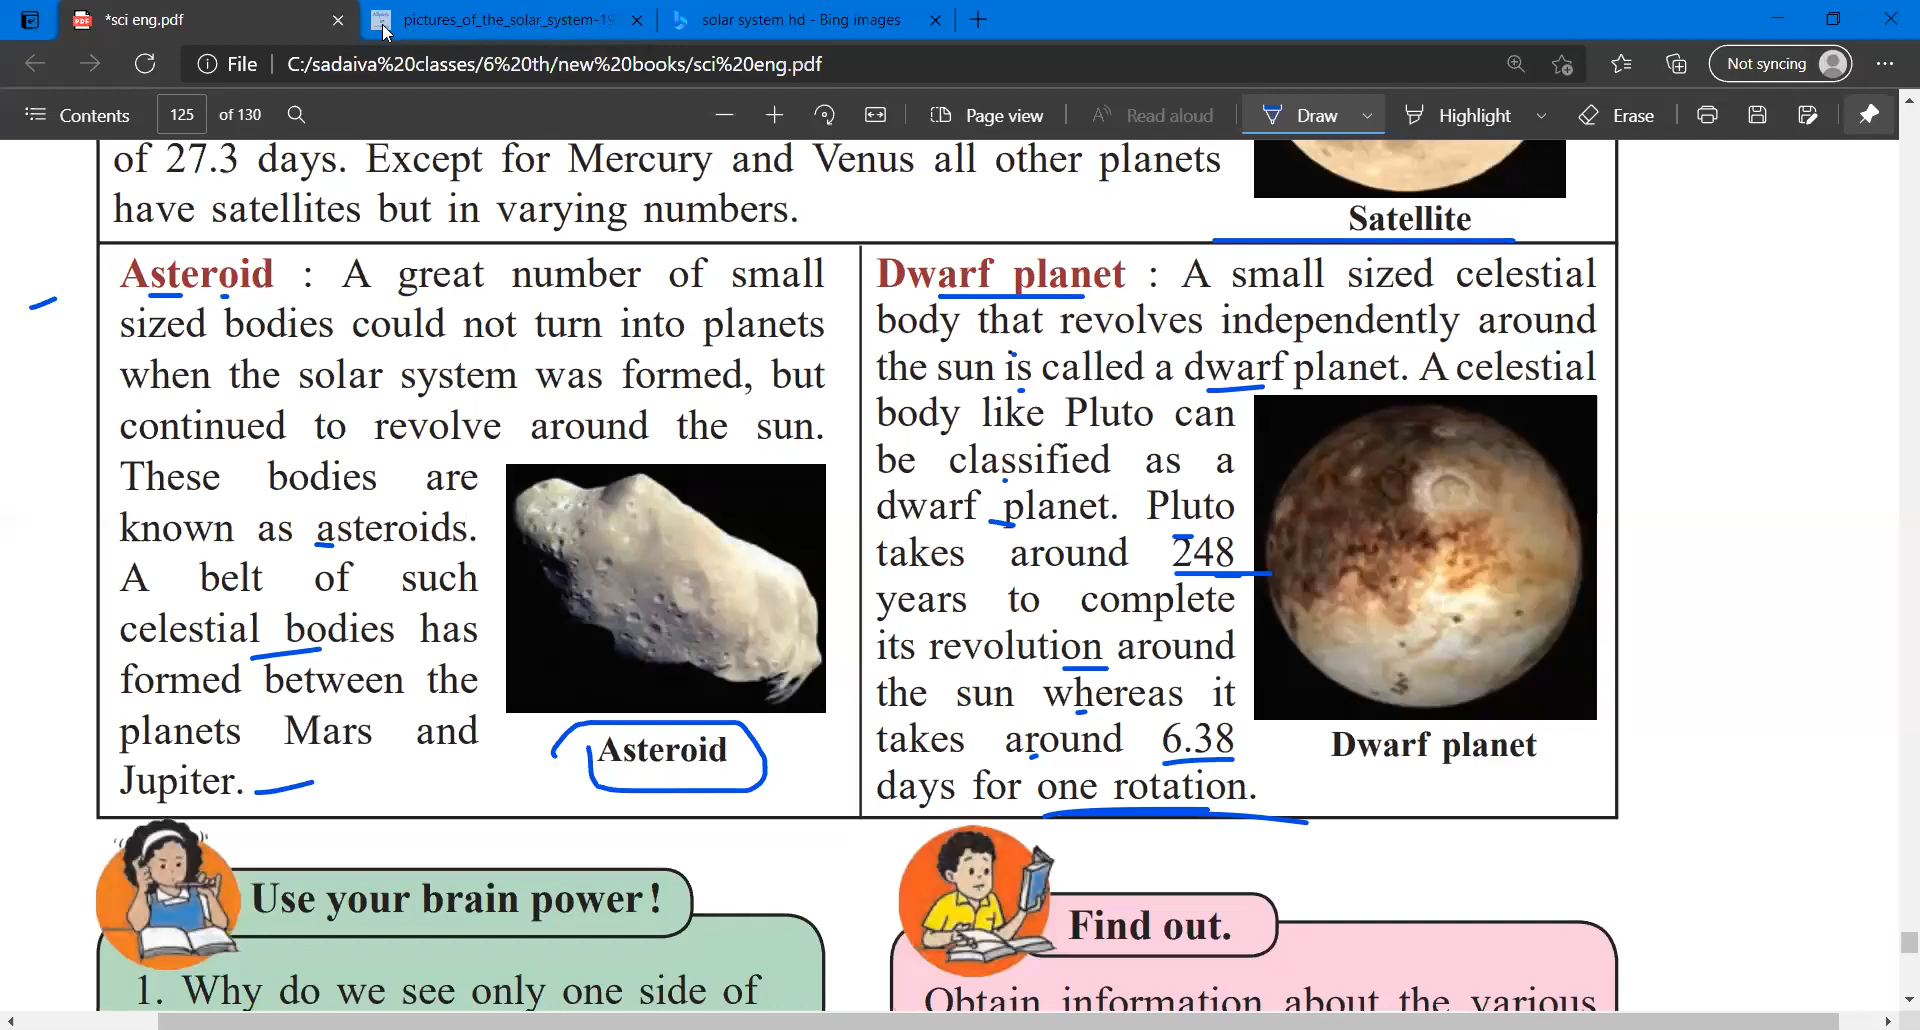 *sci eng.pdf
pictures_of_the_solar_system-19
solar system hd - Bing images
File
C:/sadaiva%20classes/6%20th/new%20books/sci%20eng.pdf
Not syncing
Contents
125
of 130
Page view
Read aloud
Draw
Highlight
Erase
of 27.3 days. Except for Mercury and Venus all other planets
have satellites but in varying numbers.
Satellite
Asteroid : A great number of small
sized bodies could not turn into planets
when the solar system was formed, but
continued to revolve around the sun.
These bodies are
known as asteroids.
A belt of such
celestial bodies has
formed between the
planets Mars and
Jupiter.
Asteroid
Dwarf planet : A small sized celestial
body that revolves independently around
the sun is called a dwarf planet. A celestial
body like Pluto can
be classified as a
dwarf planet. Pluto
takes around 248
years to complete
its revolution around
the sun whereas it
takes around 6.38
days for one rotation.
Dwarf planet
Use your brain power!
1. Why do we see only one side of
Find out.
Obtain information about the various